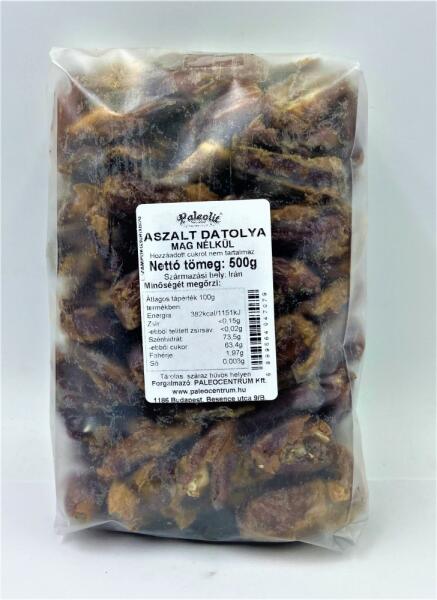 Paleolit
ASZALT DATOLYA
MAG NÉLKÜL
Hozzáadott cukrot nem tartalmaz
Nettó tömeg: 500g
Származási hely: Irán
Minőségét megőrzi:
Átlagos tápérték 100g
termékben
Energia 382kcal/1151kJ
Zsír <0,15g
-ebből telített zsírsav: <0,02g
Szénhidrát 73,5g
-ebből cukor 63,4g
Fehérje 1,97g
Só 0,003g
Tárolás: száraz hűvös helyen
Forgalmazó: PALEOCENTRUM Kft.
www.paleocentrum.hu
1186 Budapest, Besence utca 9/B